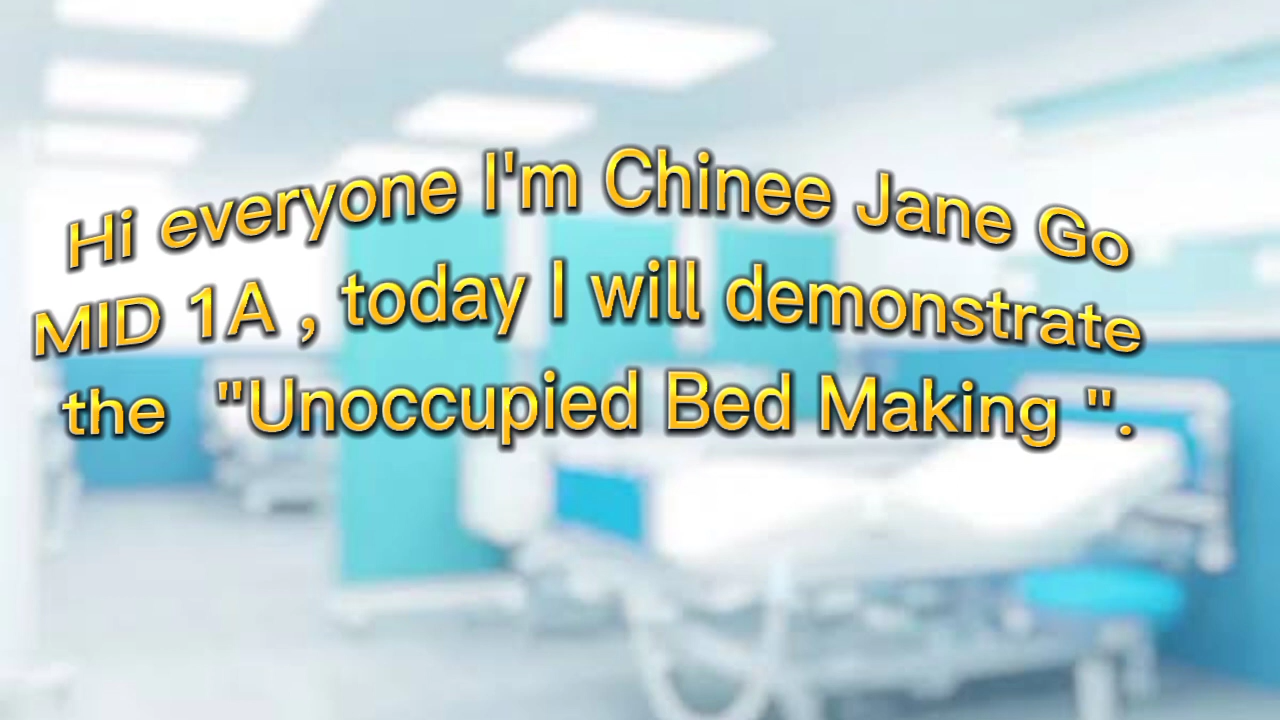 Hi everyone I'm Chinee Jane Go
MID 1A , today I will demonstrate
the "Unoccupied Bed Making ".